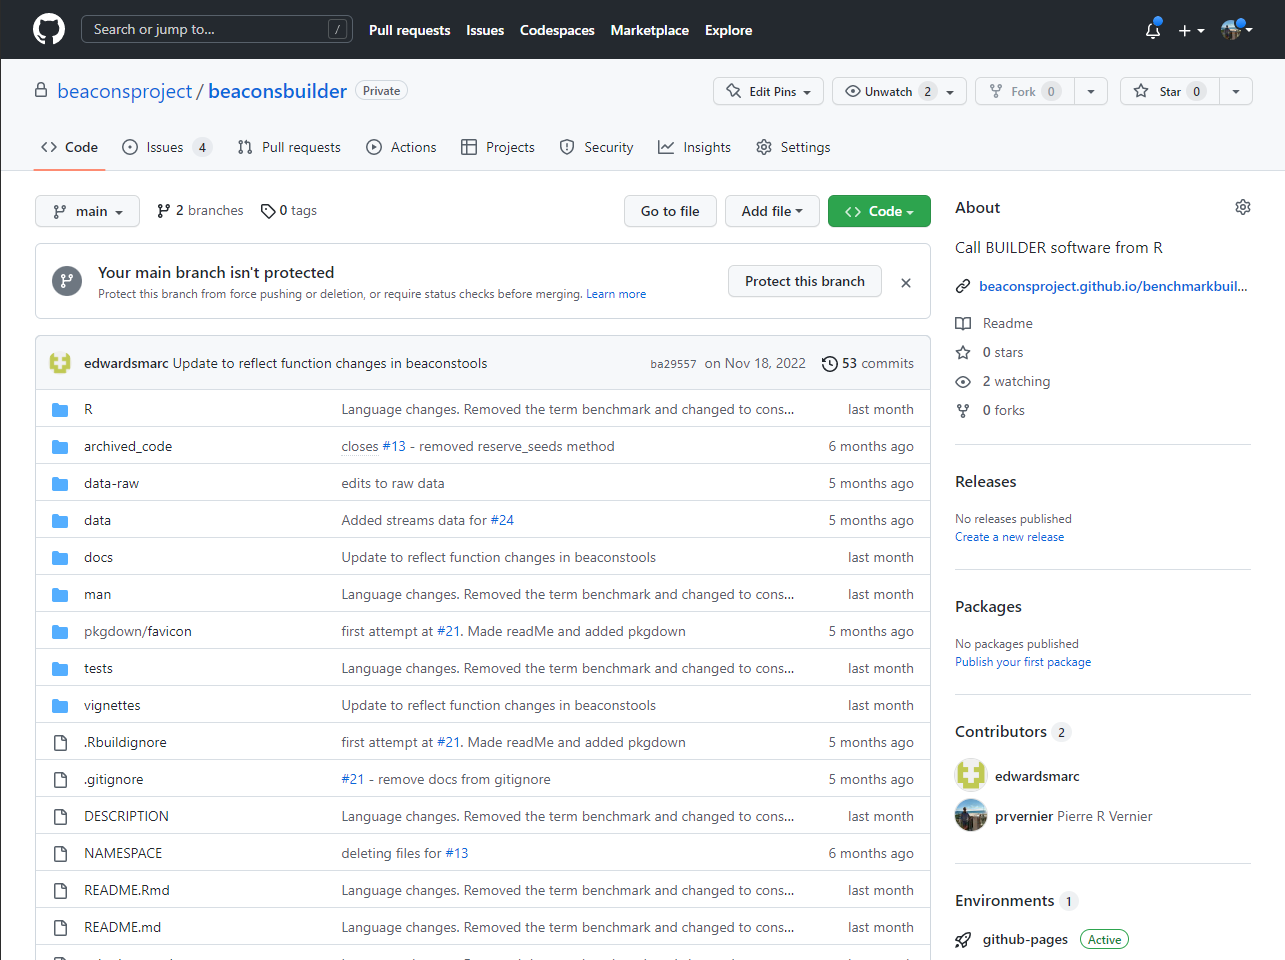 Search or jump to... /
Pull requests Issues Codespaces Marketplace Explore
beaconsproject / beaconsbuilder Private
Edit Pins Unwatch 2 Fork 0 Star 0
Code Issues 4 Pull requests Actions Projects Security Insights Settings
main 2 branches 0 tags Go to file Add file Code
Your main branch isn't protected
Protect this branch from force pushing or deletion, or require status checks before merging. Learn more
Protect this branch
edwardsmarc Update to reflect function changes in beaconstools ba29557 on Nov 18, 2022 53 commits
R Language changes. Removed the term benchmark and changed to cons... last month
archived_code closes #13 - removed reserve_seeds method 6 months ago
data-raw edits to raw data 5 months ago
data Added streams data for #24 5 months ago
docs Update to reflect function changes in beaconstools last month
man Language changes. Removed the term benchmark and changed to cons... last month
pkgdown/favicon first attempt at #21. Made readMe and added pkgdown 5 months ago
tests Language changes. Removed the term benchmark and changed to cons... last month
vignettes Update to reflect function changes in beaconstools last month
.Rbuildignore first attempt at #21. Made readMe and added pkgdown 5 months ago
.gitignore #21 - remove docs from gitignore 5 months ago
DESCRIPTION Language changes. Removed the term benchmark and changed to cons... last month
NAMESPACE deleting files for #13 6 months ago
README.Rmd Language changes. Removed the term benchmark and changed to cons... last month
README.md Language changes. Removed the term benchmark and changed to cons... last month
About
Call BUILDER software from R
beaconsproject.github.io/benchmarkbuil...
Readme
0 stars
2 watching
0 forks
Releases
No releases published
Create a new release
Packages
No packages published
Publish your first package
Contributors 2
edwardsmarc
prvernier Pierre R Vernier
Environments 1
github-pages Active